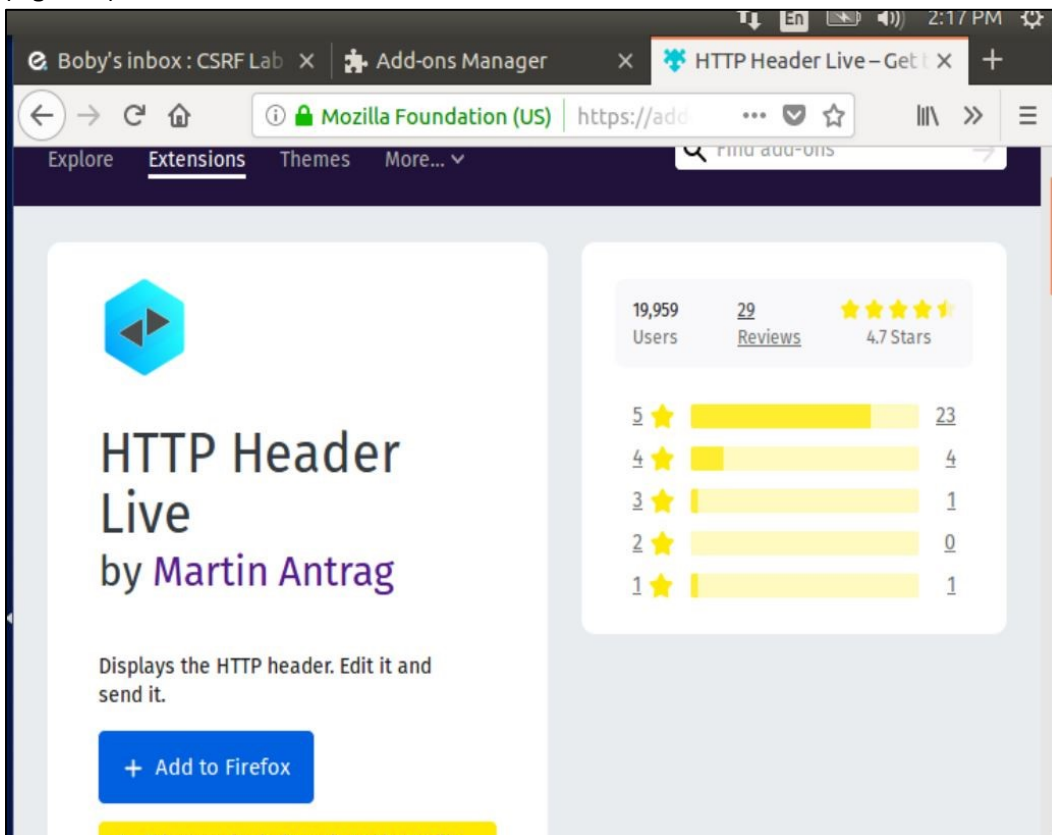 En 2:17 PM
Boby's inbox : CSRF Lab
Add-ons Manager
HTTP Header Live – Get t
Mozilla Foundation (US) https://add
Explore Extensions Themes More...
Find add-ons
19,959 29
Users Reviews 4.7 Stars
5 23
4 4
3 1
2 0
1 1
HTTP Header
Live
by Martin Antrag
Displays the HTTP header. Edit it and
send it.
+ Add to Firefox